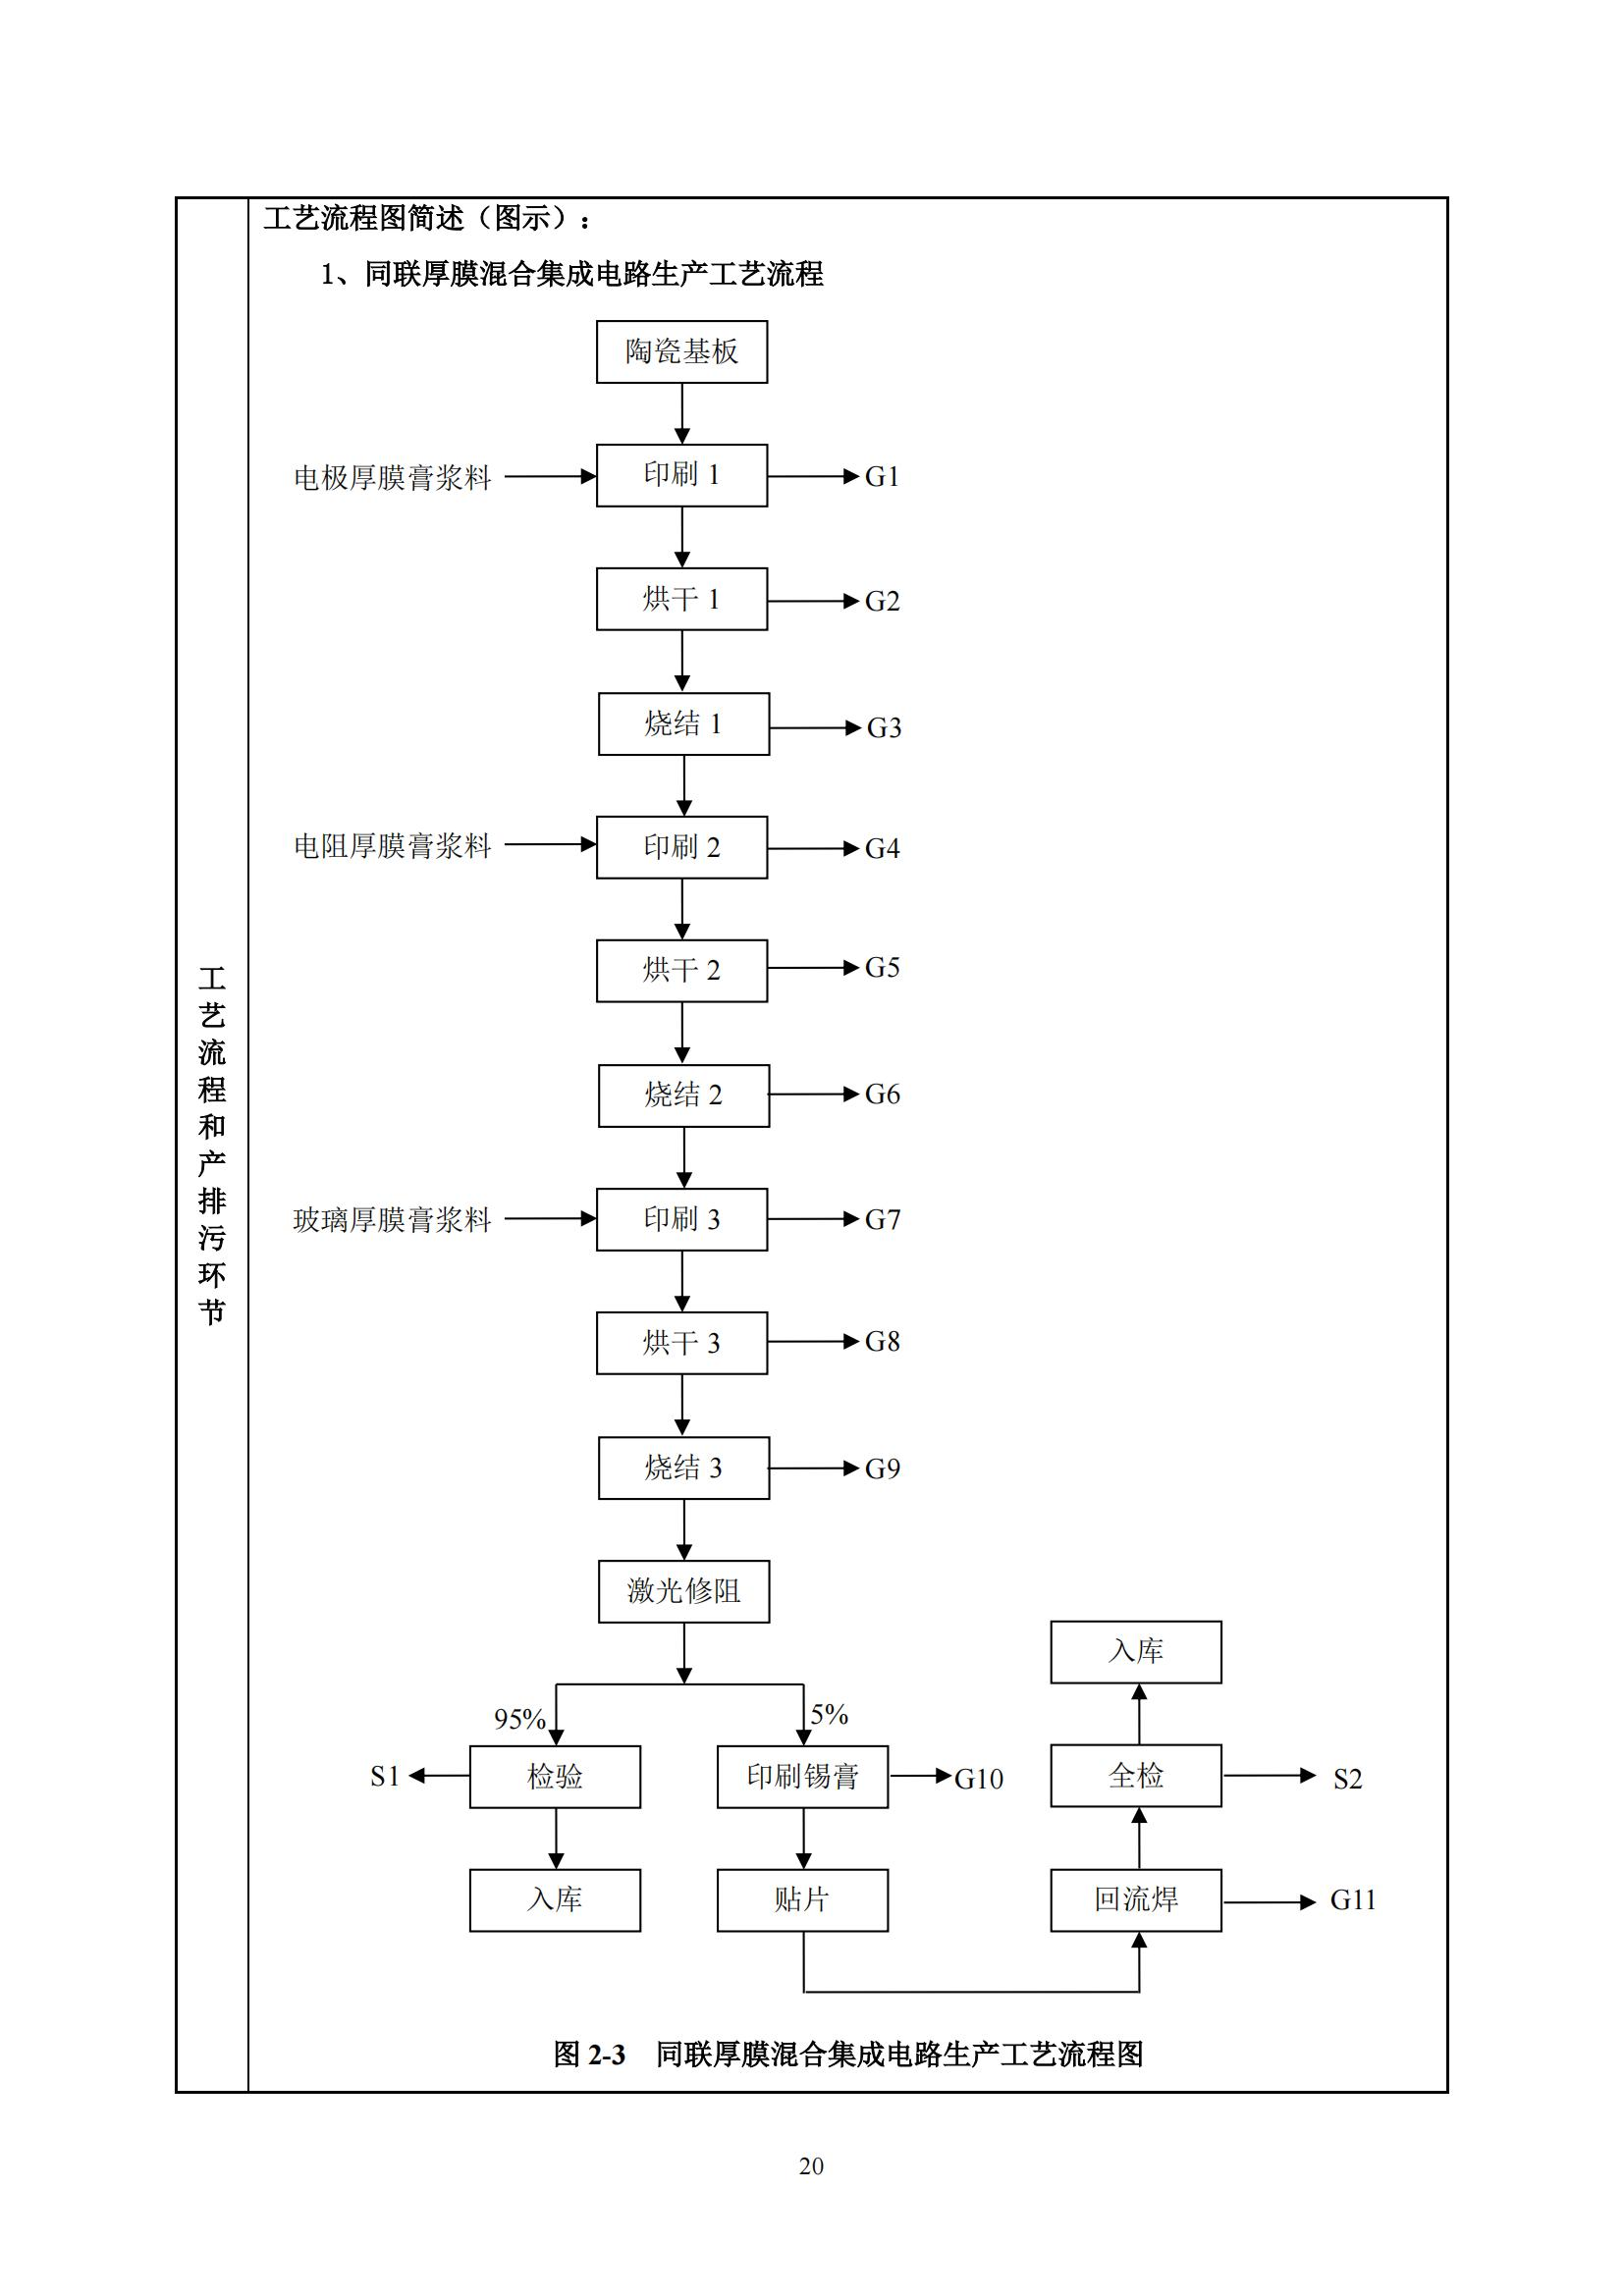 工艺流程和产排污环节
工艺流程图简述（图示）：
1、同联厚膜混合集成电路生产工艺流程
陶瓷基板
电极厚膜膏浆料 印刷 1 G1
烘干 1 G2
烧结 1 G3
电阻厚膜膏浆料 印刷 2 G4
烘干 2 G5
烧结 2 G6
玻璃厚膜膏浆料 印刷 3 G7
烘干 3 G8
烧结 3 G9
激光修阻
入库
95% 5%
S1 检验 印刷锡膏 G10 全检 S2
入库 贴片 回流焊 G11
图 2-3 同联厚膜混合集成电路生产工艺流程图
20